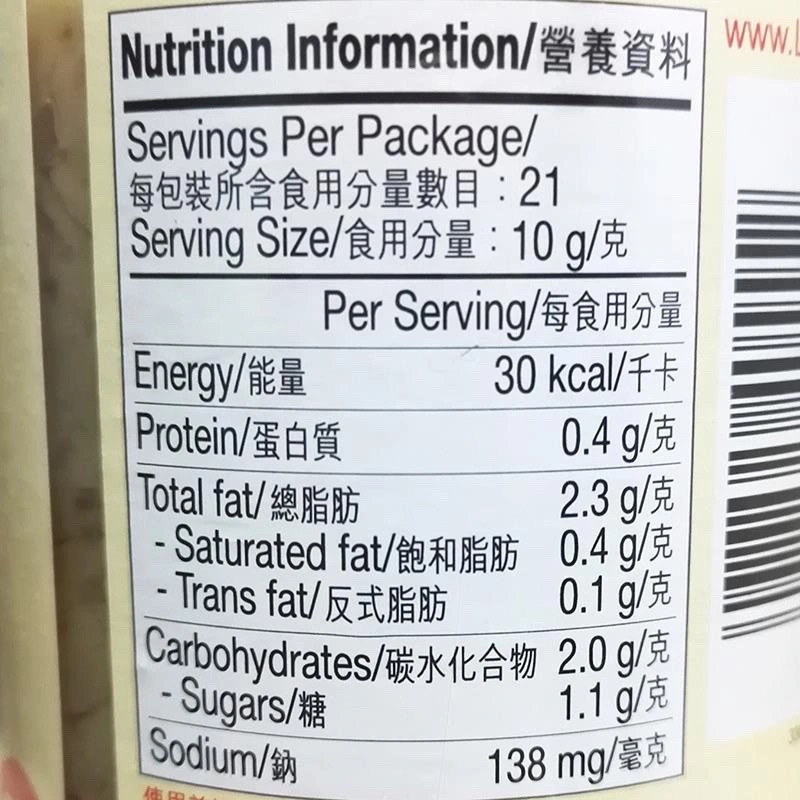 Nutrition Information/營養資料
www.
Servings Per Package/
每包裝所含食用分量數目：21
Serving Size/食用分量：10 g/克
Per Serving/每食用分量
Energy/能量 30 kcal/千卡
Protein/蛋白質 0.4 g/克
Total fat/總脂肪 2.3 g/克
- Saturated fat/飽和脂肪 0.4 g/克
- Trans fat/反式脂肪 0.1 g/克
Carbohydrates/碳水化合物 2.0 g/克
- Sugars/糖 1.1 g/克
Sodium/鈉 138 mg/毫克